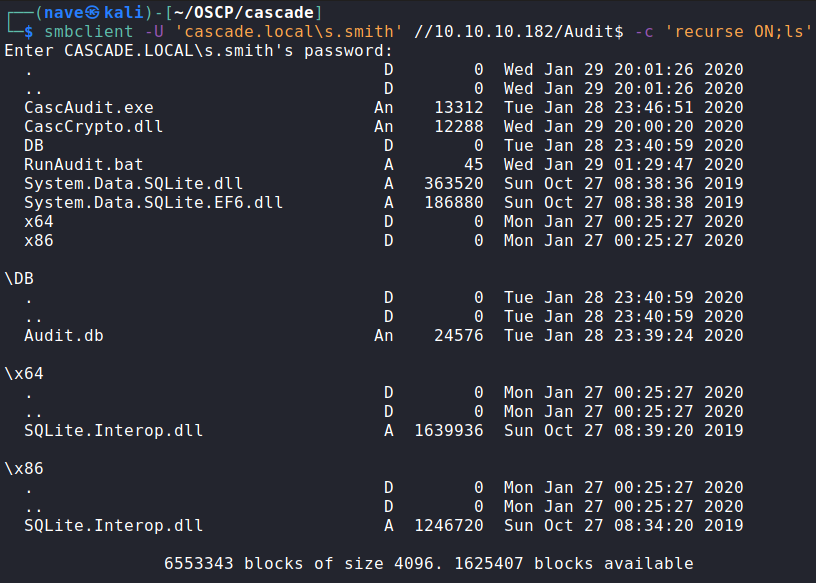 ┌──(nave㉿kali)-[~/OSCP/cascade]
└─$ smbclient -U 'cascade.local\s.smith' //10.10.10.182/Audit$ -c 'recurse ON;ls'
Enter CASCADE.LOCAL\s.smith's password:
  .                                   D        0  Wed Jan 29 20:01:26 2020
  ..                                  D        0  Wed Jan 29 20:01:26 2020
  CascAudit.exe                      An    13312  Tue Jan 28 23:46:51 2020
  CascCrypto.dll                     An    12288  Wed Jan 29 20:00:20 2020
  DB                                  D        0  Tue Jan 28 23:40:59 2020
  RunAudit.bat                        A       45  Wed Jan 29 01:29:47 2020
  System.Data.SQLite.dll              A   363520  Sun Oct 27 08:38:36 2019
  System.Data.SQLite.EF6.dll          A   186880  Sun Oct 27 08:38:38 2019
  x64                                 D        0  Mon Jan 27 00:25:27 2020
  x86                                 D        0  Mon Jan 27 00:25:27 2020

\DB
  .                                   D        0  Tue Jan 28 23:40:59 2020
  ..                                  D        0  Tue Jan 28 23:40:59 2020
  Audit.db                           An    24576  Tue Jan 28 23:39:24 2020

\x64
  .                                   D        0  Mon Jan 27 00:25:27 2020
  ..                                  D        0  Mon Jan 27 00:25:27 2020
  SQLite.Interop.dll                  A  1639936  Sun Oct 27 08:39:20 2019

\x86
  .                                   D        0  Mon Jan 27 00:25:27 2020
  ..                                  D        0  Mon Jan 27 00:25:27 2020
  SQLite.Interop.dll                  A  1246720  Sun Oct 27 08:34:20 2019

                6553343 blocks of size 4096. 1625407 blocks available